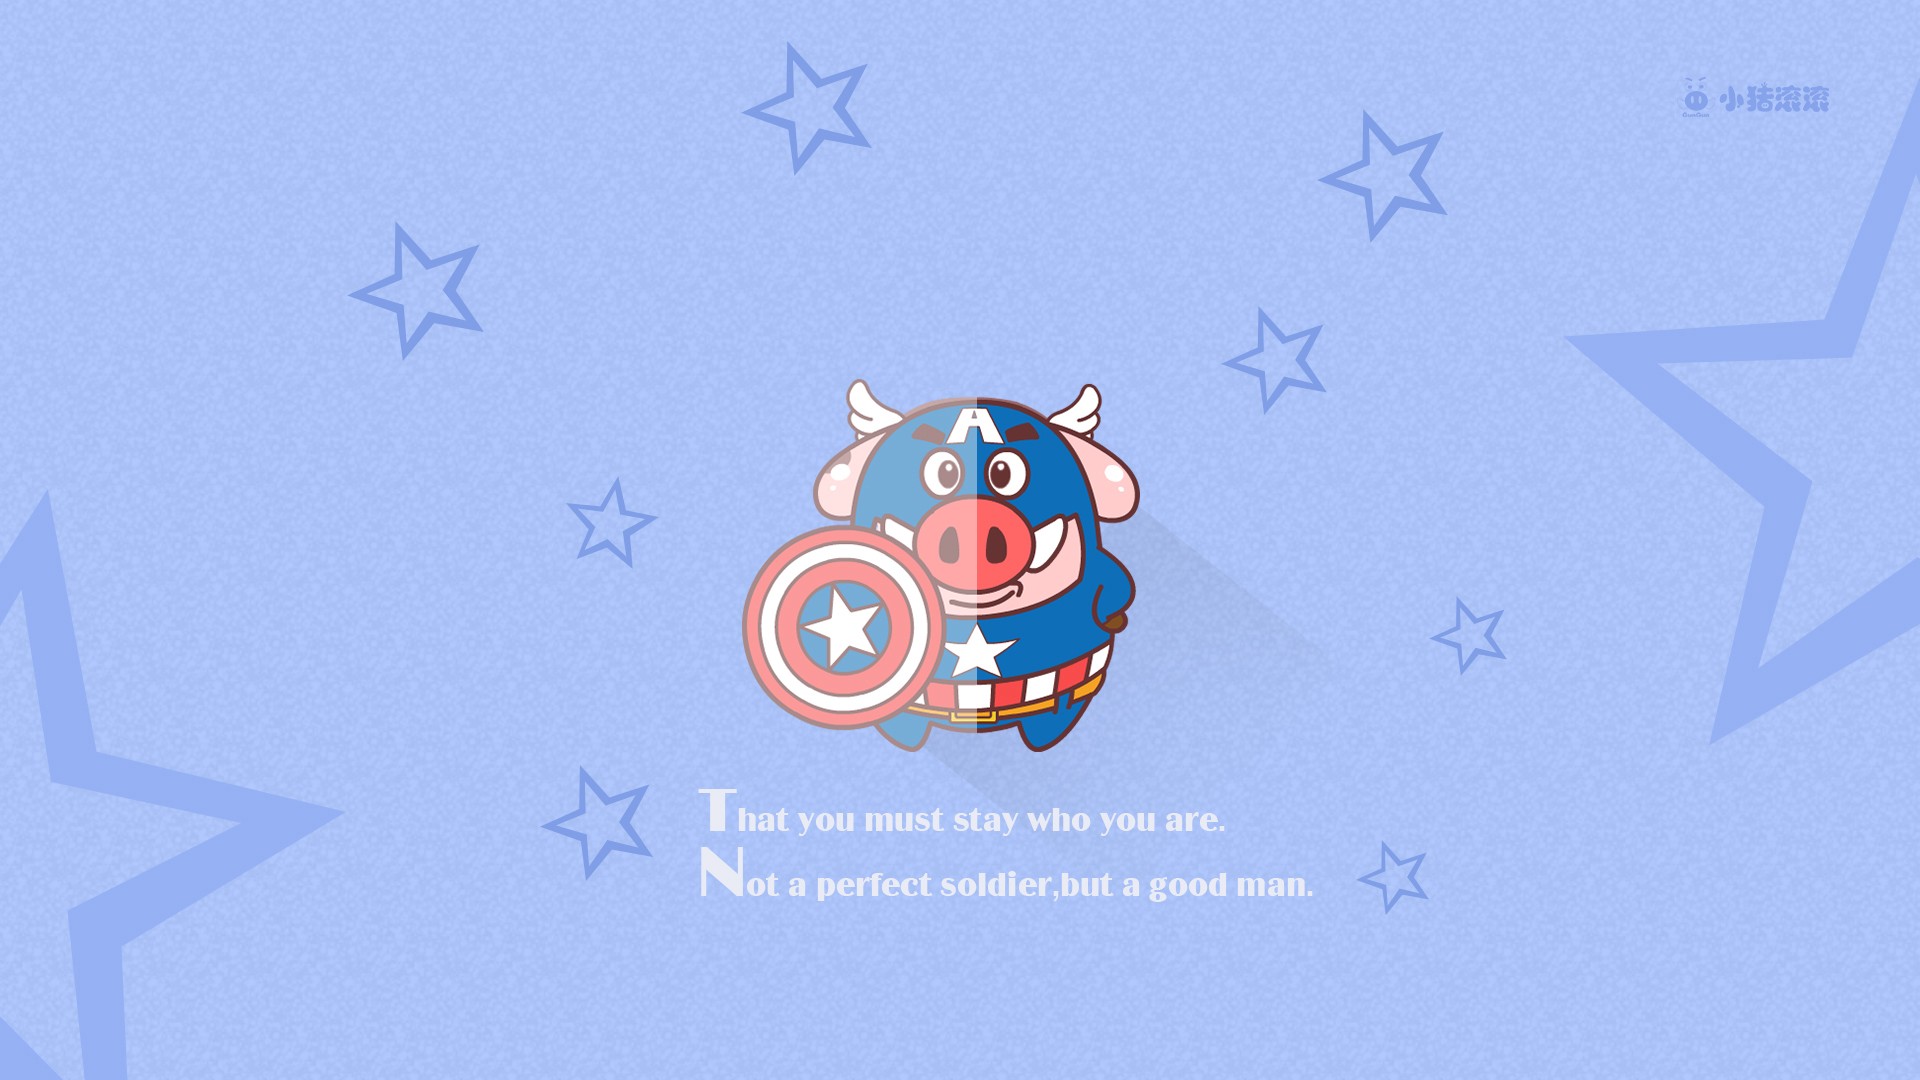 小猪滚滚
A
That you must stay who you are.
Not a perfect soldier,but a good man.